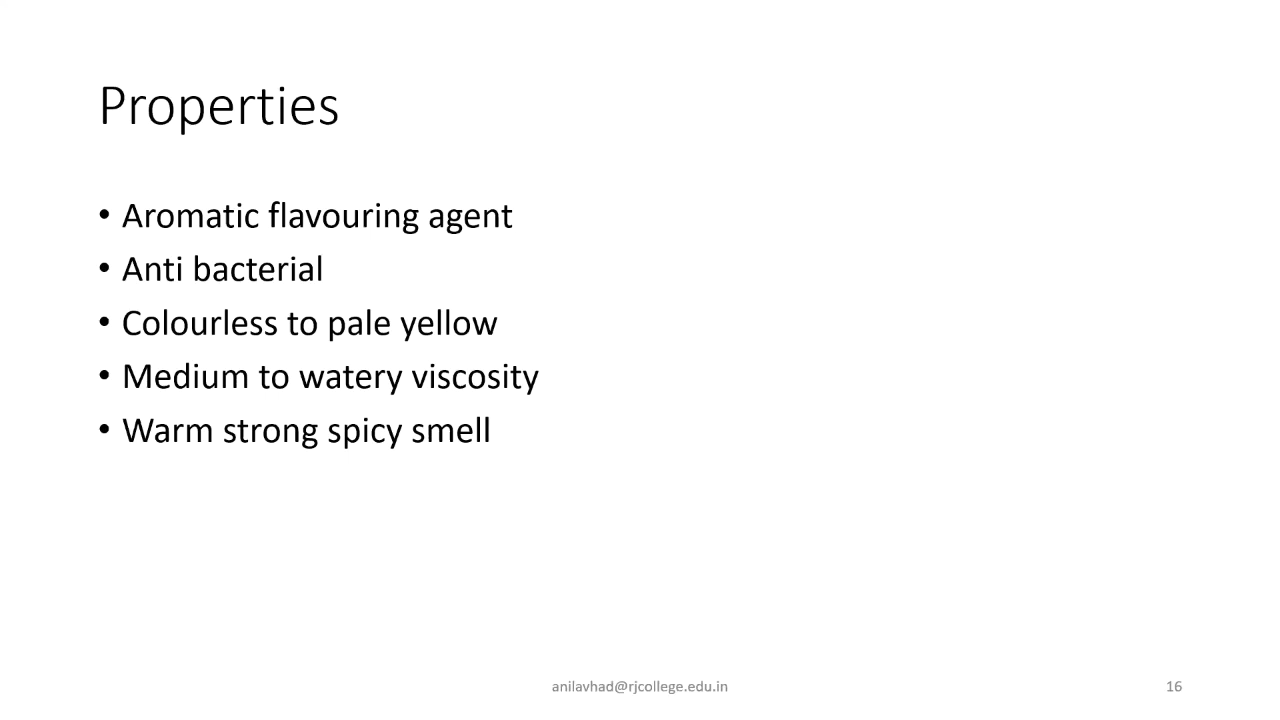 Properties
• Aromatic flavouring agent
• Anti bacterial
• Colourless to pale yellow
• Medium to watery viscosity
• Warm strong spicy smell
anilavhad@rjcollege.edu.in
16